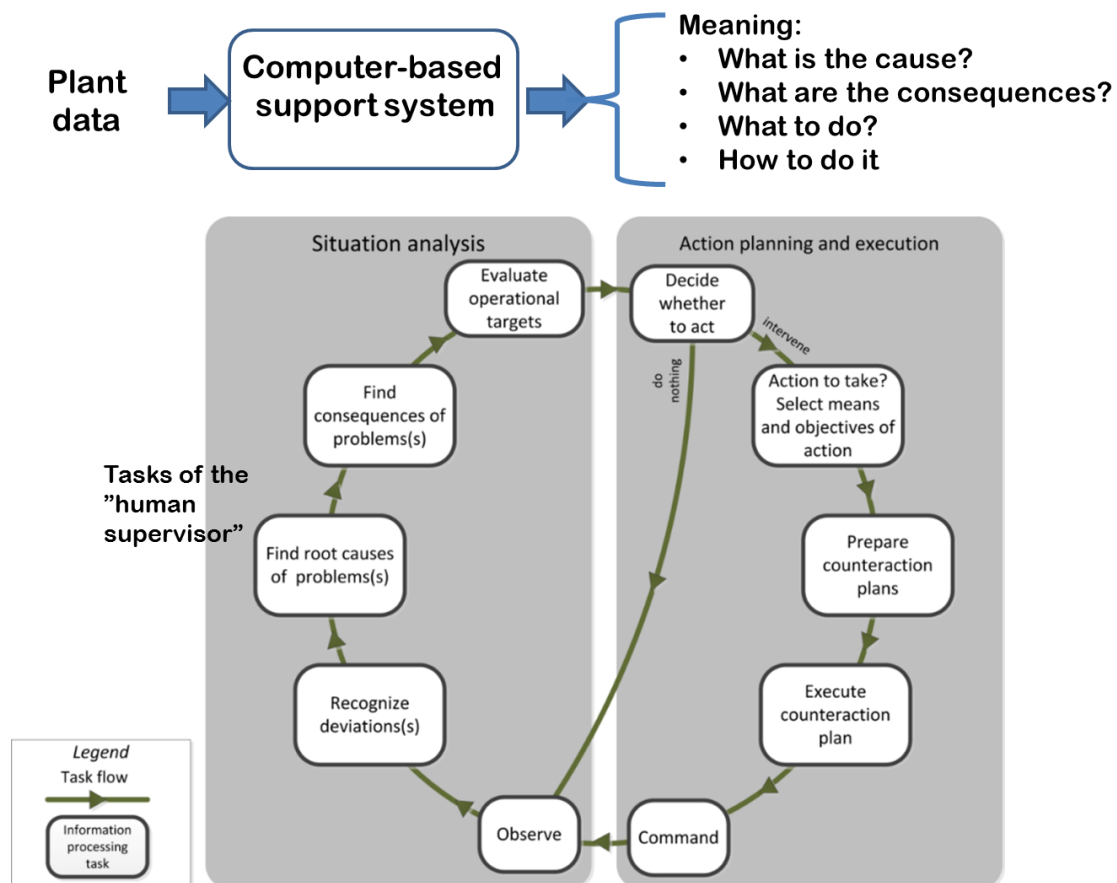 Plant
data
Computer-based
support system
Meaning:
• What is the cause?
• What are the consequences?
• What to do?
• How to do it
Situation analysis
Action planning and execution
Evaluate
operational
targets
Decide
whether
to act
intervene
do
nothing
Find
consequences of
problems(s)
Action to take?
Select means
and objectives of
action
Tasks of the
”human
supervisor”
Find root causes
of problems(s)
Prepare
counteraction
plans
Recognize
deviations(s)
Execute
counteraction
plan
Observe
Command
Legend
Task flow
Information
processing
task